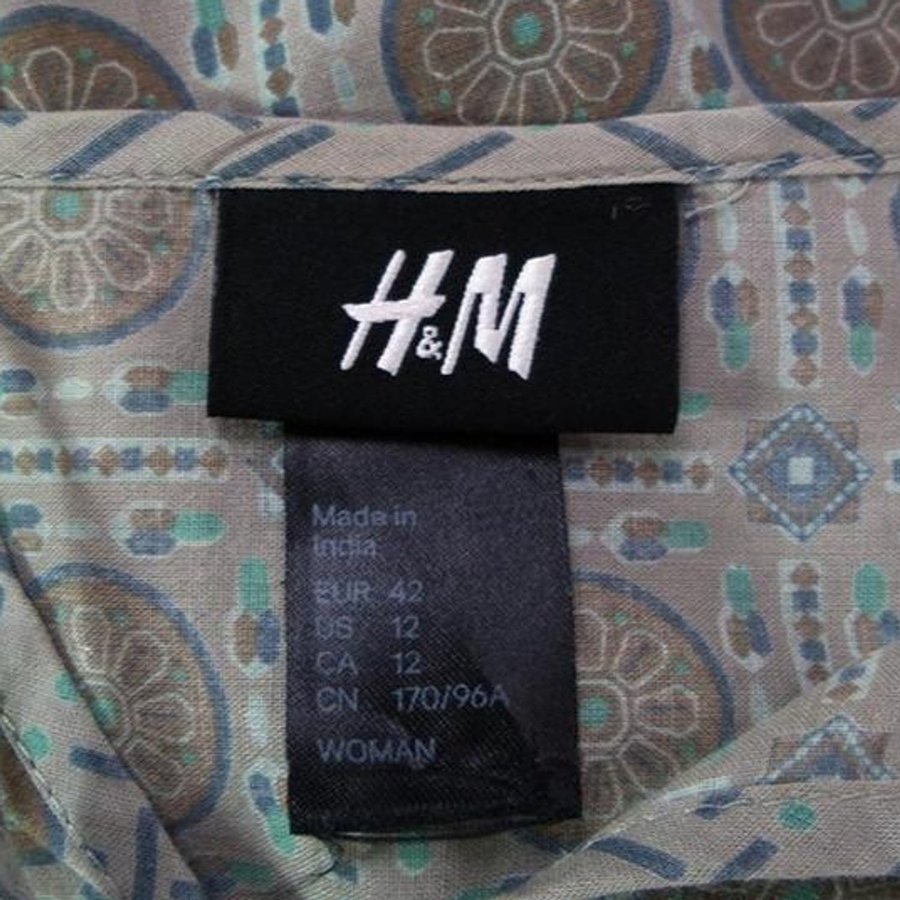 H&M
Made in
India
EUR 42
US 12
CA 12
CN 170/96A
WOMAN